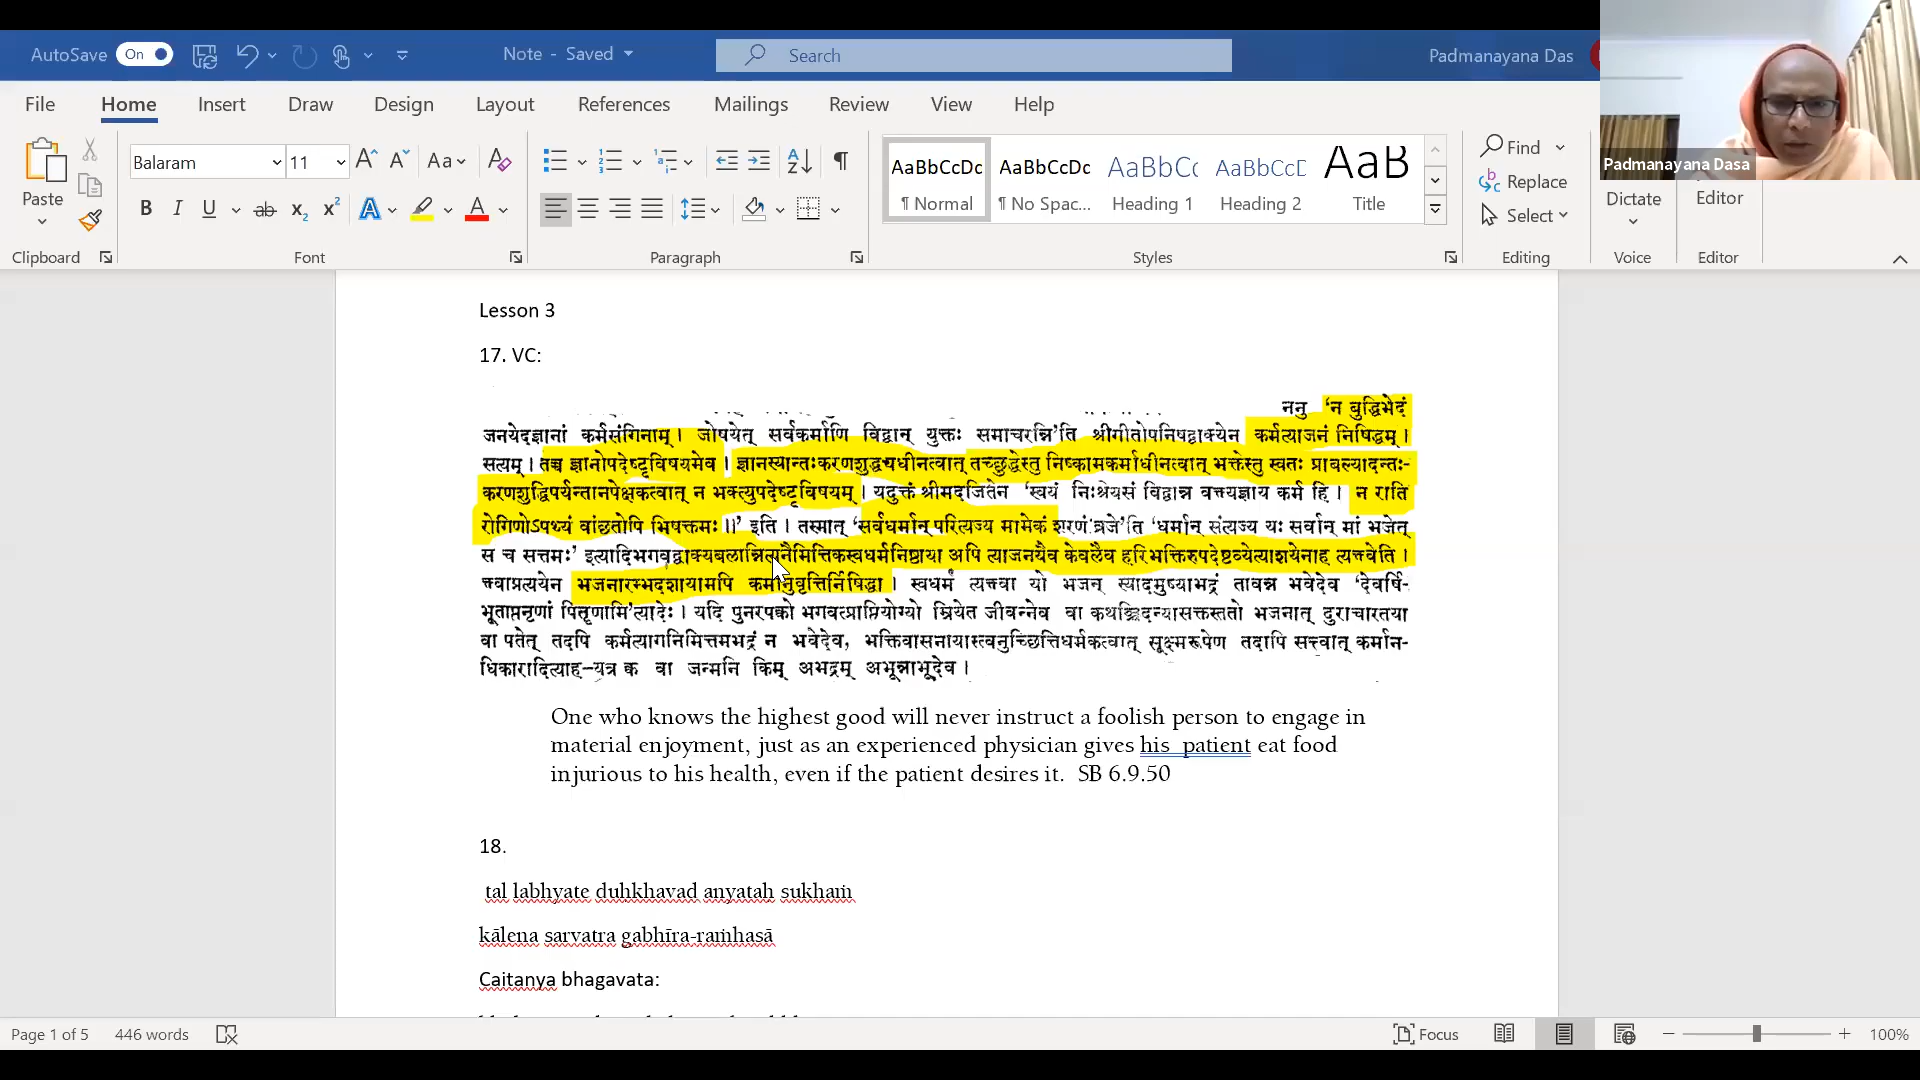 AutoSave On Note - Saved Search Padmanayana Das
File Home Insert Draw Design Layout References Mailings Review View Help
Padmanayana Dasa
Paste Balaram 11 Aa AaBbCcDc AaBbCcDc AaBbCc AaBbCcD AaB Find Replace Select Dictate Editor
¶ Normal ¶ No Spac... Heading 1 Heading 2 Title
Clipboard Font Paragraph Styles Editing Voice Editor
Lesson 3
17. VC:
ननु 'न बुद्धिभेदं
जनयेदज्ञानां कर्मसंगिनाम् । जोषयेत् सर्वकर्माणि विद्वान् युक्तः समाचरन्नि'ति श्रीगीतोपनिषद्वाक्येन कर्मत्याजनं निषिद्धम् ।
सत्यम् । तच्च ज्ञानोपदेष्टृविषयमेव । ज्ञानस्यान्तःकरणशुद्ध्यधीनत्वात् तच्छुद्धेस्तु निष्कामकर्माधीनत्वात् भक्तेस्तु स्वतः प्राबल्यादन्तः-
करणशुद्धिपर्यन्तानपेक्षकत्वात् न भक्त्युपदेष्टृविषयम् । यदुक्तं श्रीमदजितेन 'स्वयं निःश्रेयसं विद्वान्न वत्तयज्ञाय कर्म हि । न राति
रोगिणोऽपथ्यं वांछतोपि भिषक्तमः ॥' इति । तस्मात् 'सर्वधर्मान् परित्यज्य मामेकं शरणं व्रजे'ति 'धर्मान् संत्यज्य यः सर्वान् मां भजेत्
स च सत्तमः' इत्यादिभगवद्वाक्यबलान्नित्यनैमित्तिकस्वधर्मनिष्ठाया अपि त्याजनयैव केवलैव हरिभक्तिरुपदेष्टव्येत्याशयेनाह त्यक्त्वेति ।
क्त्वाप्रत्ययेन भजनारम्भदशायामपि कर्मानुवृत्तिर्निषिद्धा । स्वधर्मं त्यक्त्वा यो भजन् स्यादमुष्याभद्रं तावन्न भवेदेव 'देवर्षि-
भूताप्तनृणां पितॄणामि'त्यादेः । यदि पुनरपक्वो भगवत्प्राप्तियोग्यो म्रियेत जीवन्नेव वा कथञ्चिदन्यासक्तस्ततो भजनात् दुराचारतया
वा पतेत् तदपि कर्मत्यागनिमित्तमभद्रं न भवेदेव, भक्तिवासनायास्त्वनुच्छित्तिधर्मकत्वात् सूक्ष्मरूपेण तदापि सत्त्वात् कर्मान-
धिकारादित्याह–यत्र क्व वा जन्मनि किम् अभद्रम् अभून्नाभूदेव ।
One who knows the highest good will never instruct a foolish person to engage in
material enjoyment, just as an experienced physician gives his patient eat food
injurious to his health, even if the patient desires it. SB 6.9.50
18.
tal labhyate duḥkhavad anyataḥ sukhaṁ
kālena sarvatra gabhīra-raṁhasā
Caitanya bhagavata:
Page 1 of 5 446 words Focus 100%